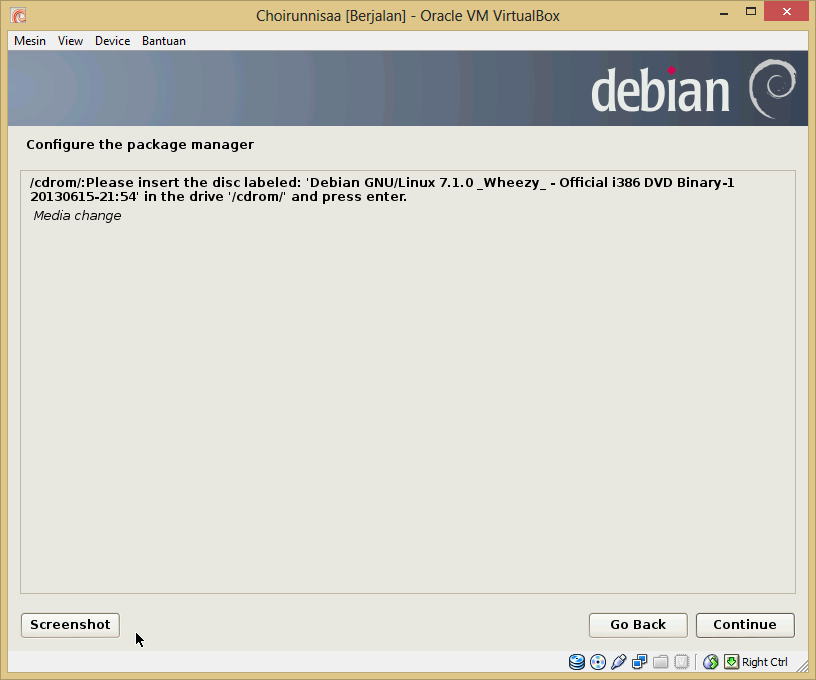 Choirunnisaa [Berjalan] - Oracle VM VirtualBox
Mesin View Device Bantuan
debian
Configure the package manager
/cdrom/:Please insert the disc labeled: 'Debian GNU/Linux 7.1.0 _Wheezy_ - Official i386 DVD Binary-1
20130615-21:54' in the drive '/cdrom/' and press enter.
Media change
Screenshot Go Back Continue
Right Ctrl